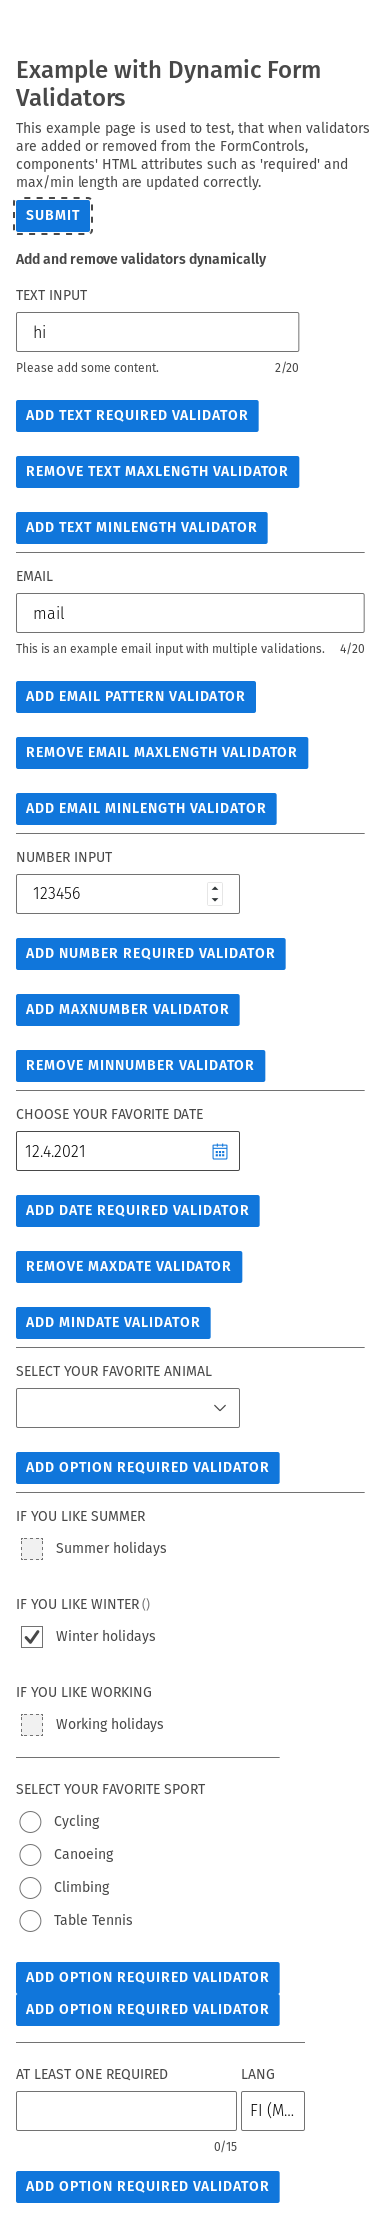 Example with Dynamic Form
Validators
This example page is used to test, that when validators
are added or removed from the FormControls,
components' HTML attributes such as 'required' and
max/min length are updated correctly.
SUBMIT
Add and remove validators dynamically
TEXT INPUT
hi
Please add some content. 2/20
ADD TEXT REQUIRED VALIDATOR
REMOVE TEXT MAXLENGTH VALIDATOR
ADD TEXT MINLENGTH VALIDATOR
EMAIL
mail
This is an example email input with multiple validations. 4/20
ADD EMAIL PATTERN VALIDATOR
REMOVE EMAIL MAXLENGTH VALIDATOR
ADD EMAIL MINLENGTH VALIDATOR
NUMBER INPUT
123456
ADD NUMBER REQUIRED VALIDATOR
ADD MAXNUMBER VALIDATOR
REMOVE MINNUMBER VALIDATOR
CHOOSE YOUR FAVORITE DATE
12.4.2021
ADD DATE REQUIRED VALIDATOR
REMOVE MAXDATE VALIDATOR
ADD MINDATE VALIDATOR
SELECT YOUR FAVORITE ANIMAL
ADD OPTION REQUIRED VALIDATOR
IF YOU LIKE SUMMER
Summer holidays
IF YOU LIKE WINTER ()
Winter holidays
IF YOU LIKE WORKING
Working holidays
SELECT YOUR FAVORITE SPORT
Cycling
Canoeing
Climbing
Table Tennis
ADD OPTION REQUIRED VALIDATOR
ADD OPTION REQUIRED VALIDATOR
AT LEAST ONE REQUIRED LANG
FI (M...
0/15
ADD OPTION REQUIRED VALIDATOR